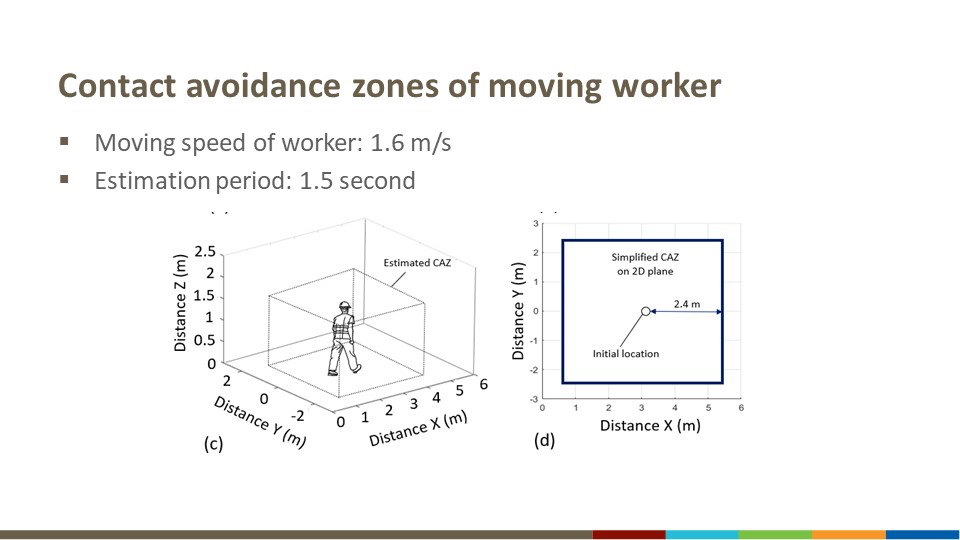 Contact avoidance zones of moving worker
▪ Moving speed of worker: 1.6 m/s
▪ Estimation period: 1.5 second
Distance Z (m)
2.5
2
1.5
1
0.5
0
2
0
-2
Distance Y (m)
0 1 2 3 4 5 6
Distance X (m)
Estimated CAZ
(c)
Distance Y (m)
3
2
1
0
-1
-2
-3
Simplified CAZ
on 2D plane
2.4 m
Initial location
0 1 2 3 4 5 6
Distance X (m)
(d)